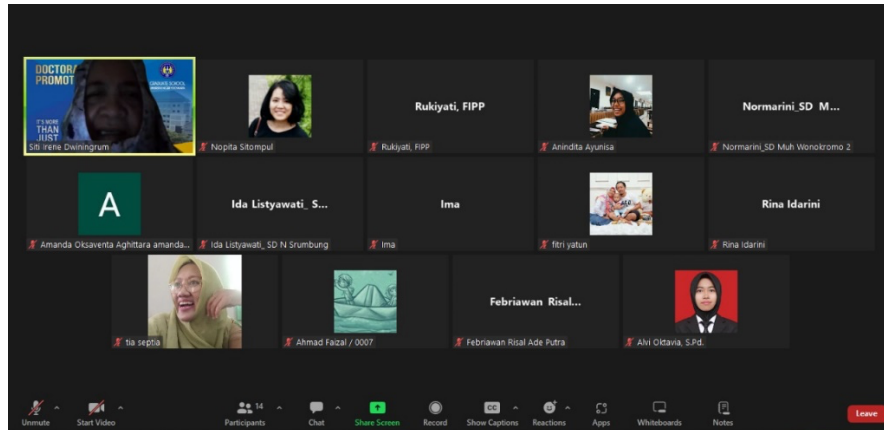 DOCTORA
PROMOT
GRADUATE SCHOOL
IT'S MORE
THAN
JUST
Siti Irene Dwiningrum
Nopita Sitompul
Rukiyati, FIPP
Rukiyati, FIPP
Anindita Ayunisa
Normarini_SD M...
Normarini_SD Muh Wonokromo 2
A
Amanda Oksaventa Aghittara amanda...
Ida Listyawati_ S...
Ida Listyawati_ SD N Srumbung
Ima
Ima
fitri yatun
Rina Idarini
Rina Idarini
tia septia
Ahmad Faizal / 0007
Febriawan Risal...
Febriawan Risal Ade Putra
Alvi Oktavia, S.Pd.
Unmute
Start Video
14
Participants
Chat
Share Screen
Record
CC
Show Captions
Reactions
Apps
Whiteboards
Notes
Leave